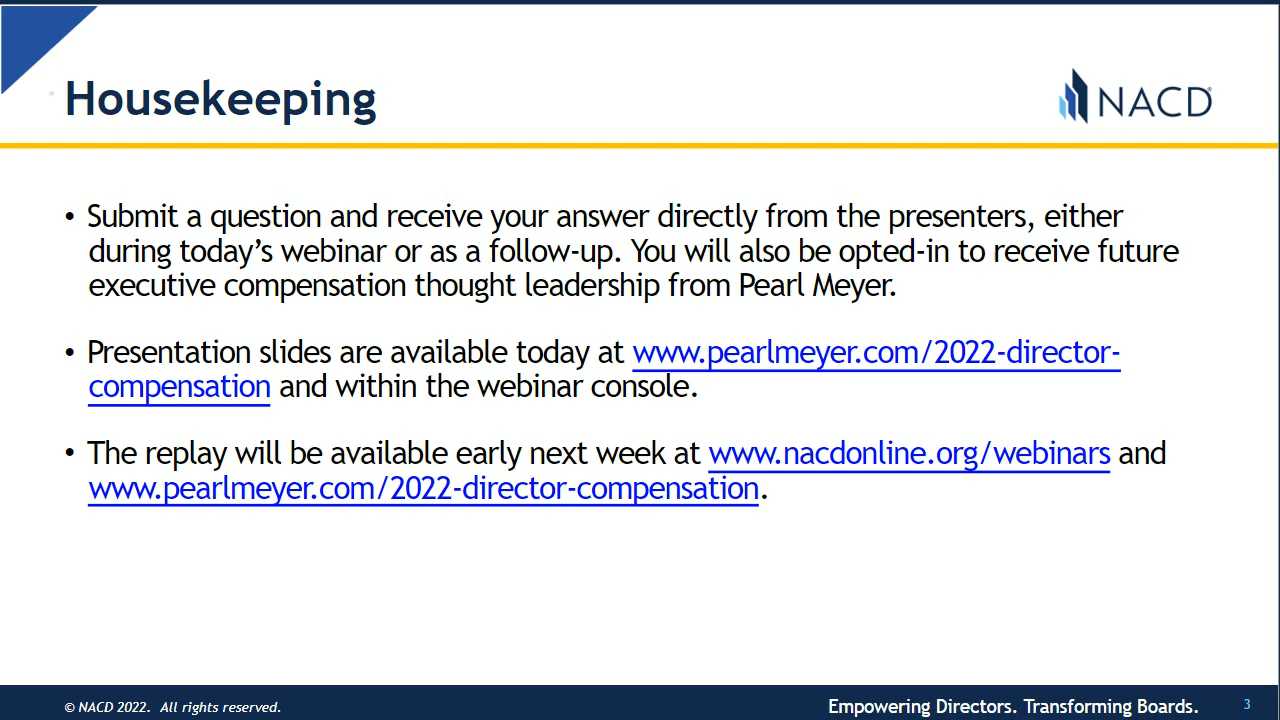 Housekeeping
NACD®
• Submit a question and receive your answer directly from the presenters, either
during today’s webinar or as a follow-up. You will also be opted-in to receive future
executive compensation thought leadership from Pearl Meyer.
• Presentation slides are available today at www.pearlmeyer.com/2022-director-
compensation and within the webinar console.
• The replay will be available early next week at www.nacdonline.org/webinars and
www.pearlmeyer.com/2022-director-compensation.
© NACD 2022. All rights reserved.
Empowering Directors. Transforming Boards.
3